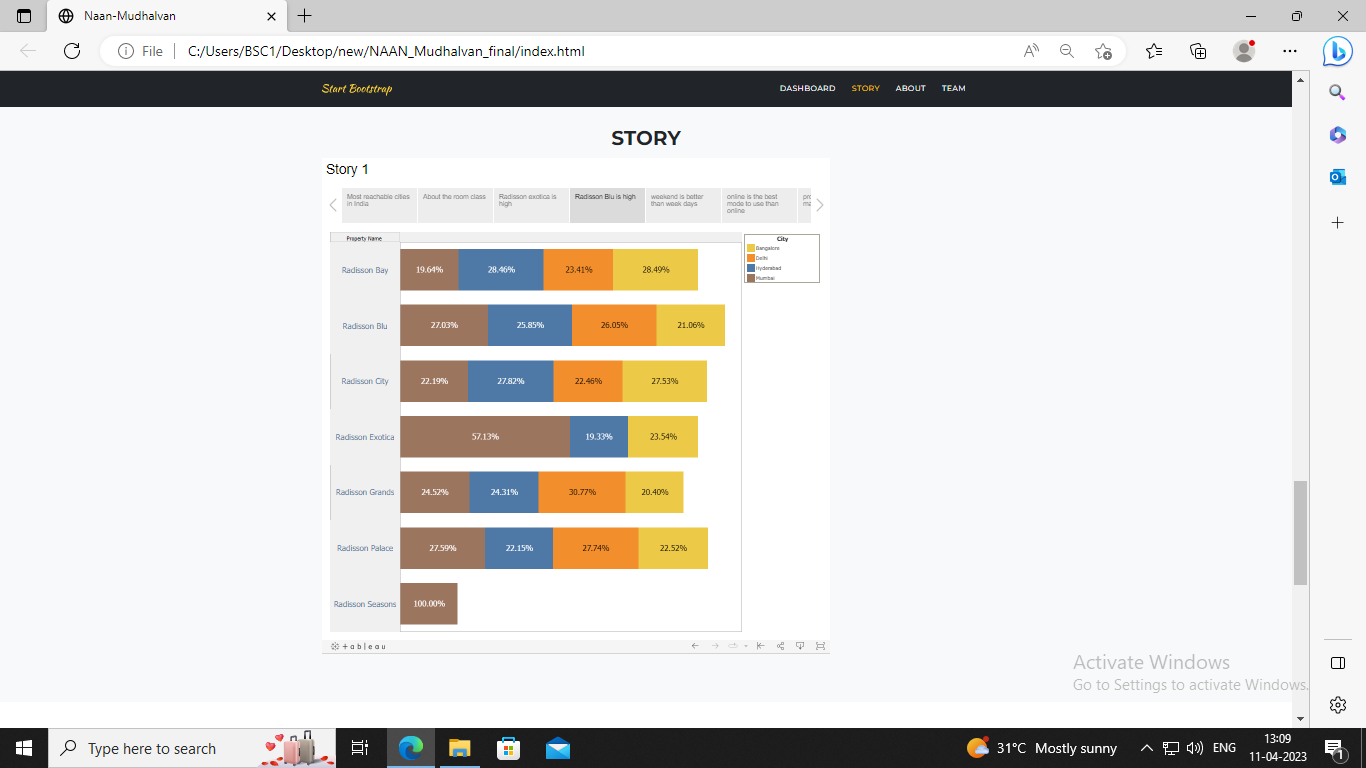 Naan-Mudhalvan
File
C:/Users/BSC1/Desktop/new/NAAN_Mudhalvan_final/index.html
Start Bootstrap
DASHBOARD STORY ABOUT TEAM
STORY
Story 1
Most reachable cities
in India
About the room class
Radisson exotica is
high
Radisson Blu is high
weekend is better
than week days
online is the best
mode to use than
online
Property Name
City
Bangalore
Delhi
Hyderabad
Mumbai
Radisson Bay 19.64% 28.46% 23.41% 28.49%
Radisson Blu 27.03% 25.85% 26.05% 21.06%
Radisson City 22.19% 27.82% 22.46% 27.53%
Radisson Exotica 57.13% 19.33% 23.54%
Radisson Grands 24.52% 24.31% 30.77% 20.40%
Radisson Palace 27.59% 22.15% 27.74% 22.52%
Radisson Seasons 100.00%
+ableau
Activate Windows
Go to Settings to activate Windows.
Type here to search
31°C Mostly sunny
ENG
13:09
11-04-2023
1